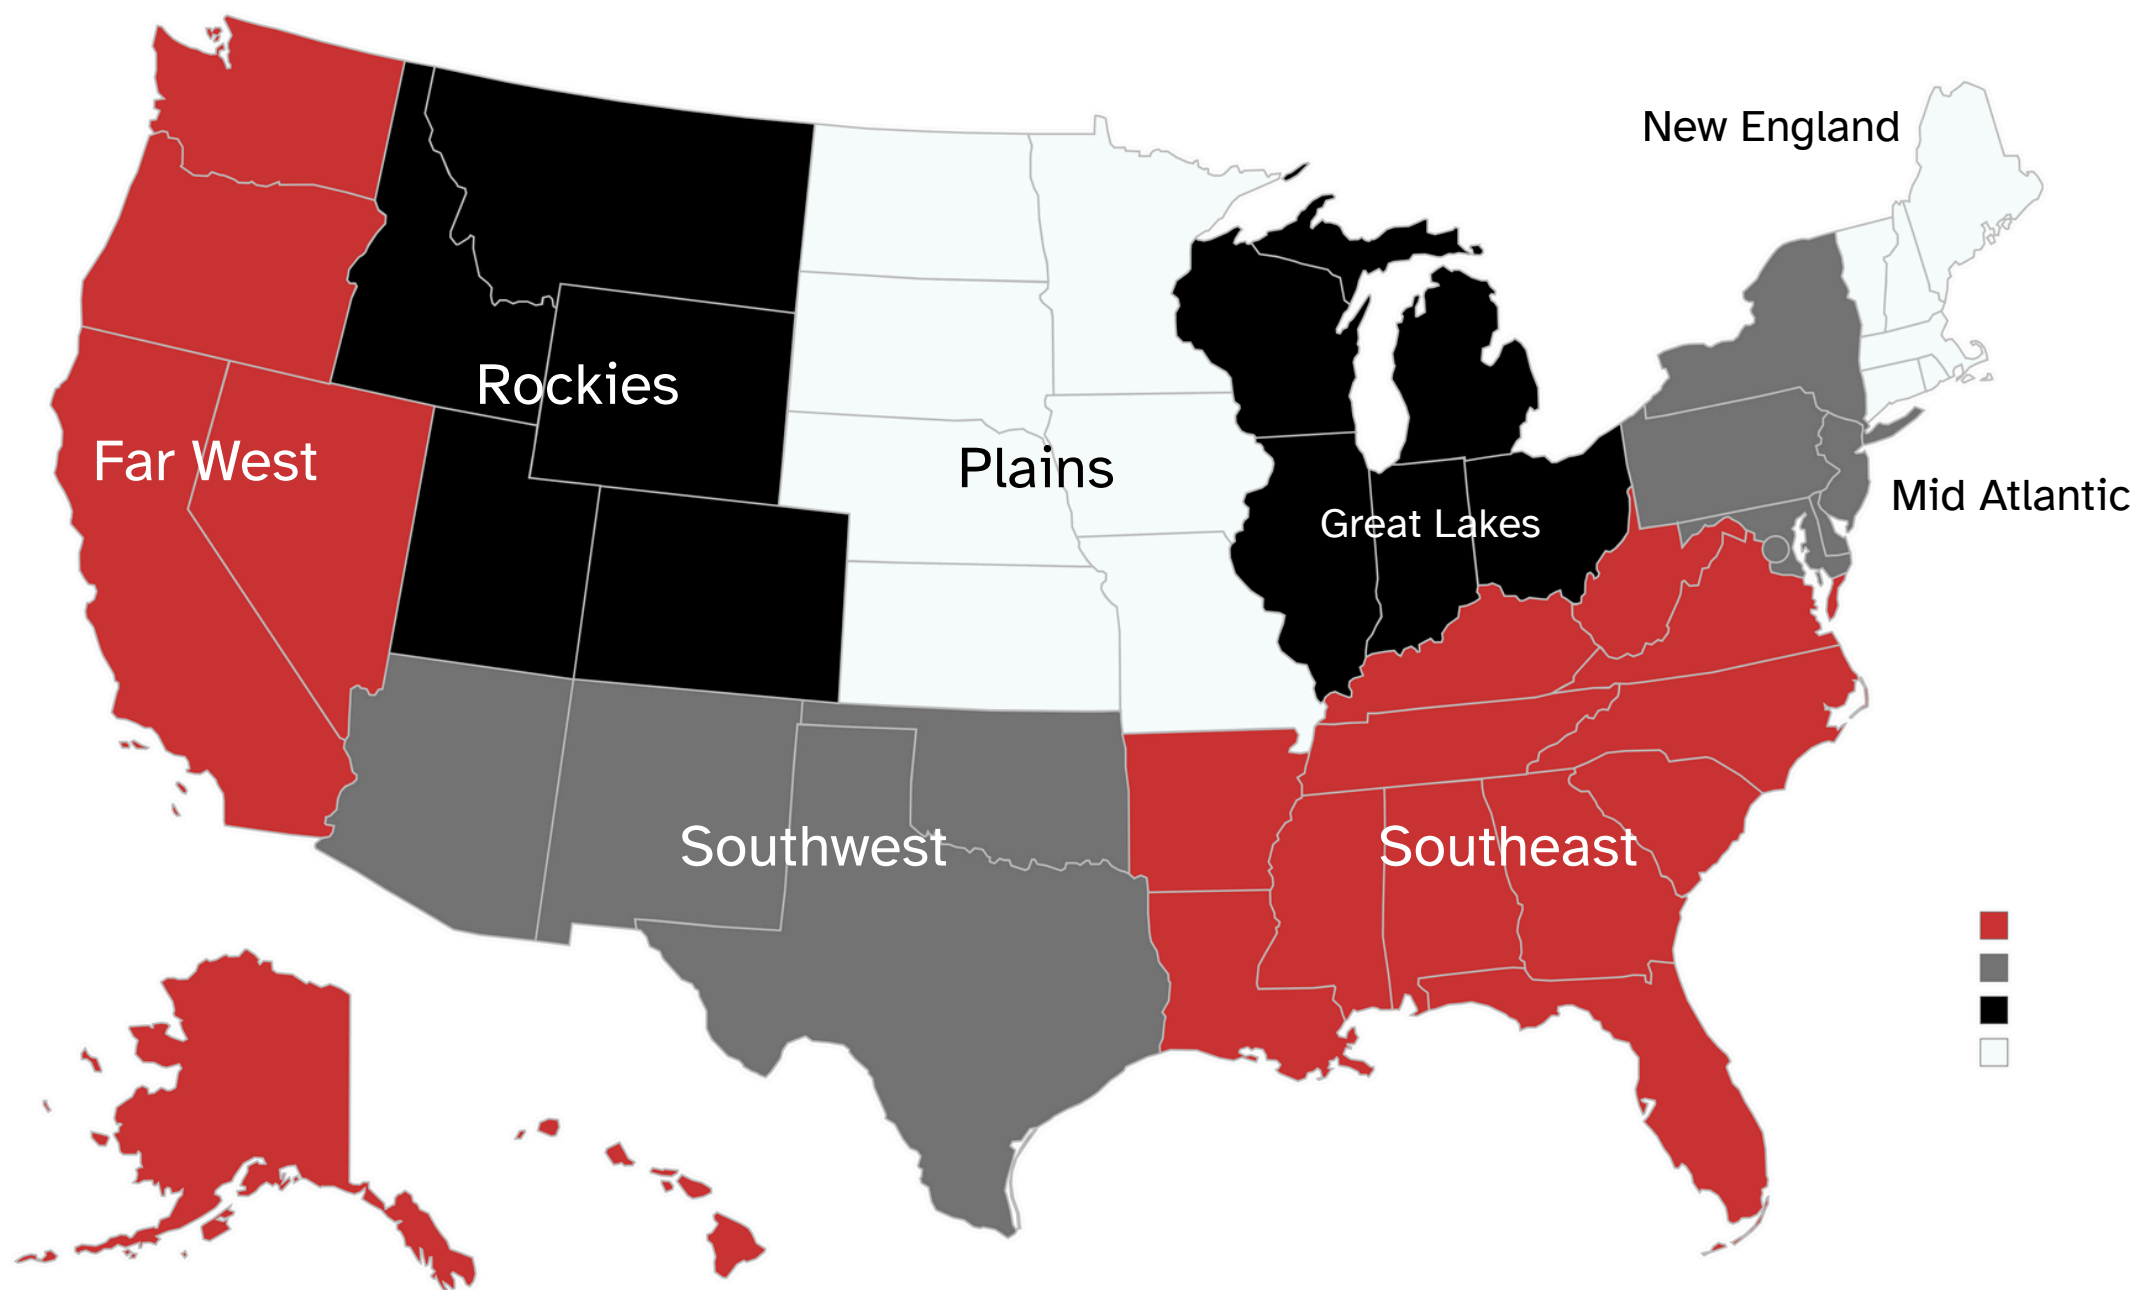 New England
Rockies
Far West
Plains
Great Lakes
Mid Atlantic
Southwest
Southeast